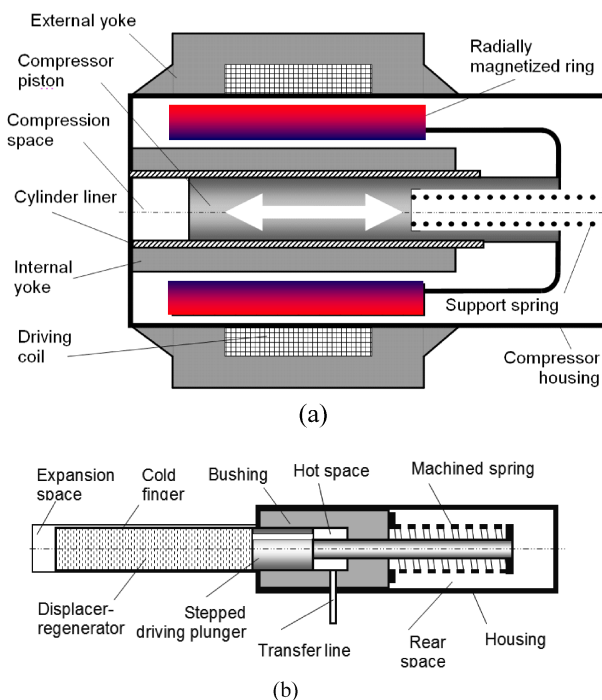 External yoke
Compressor
piston
Compression
space
Cylinder liner
Internal
yoke
Driving
coil
Radially
magnetized ring
Support spring
Compressor
housing
(a)
Expansion
space
Cold
finger
Bushing
Hot space
Machined spring
Displacer-
regenerator
Stepped
driving plunger
Transfer line
Rear
space
Housing
(b)